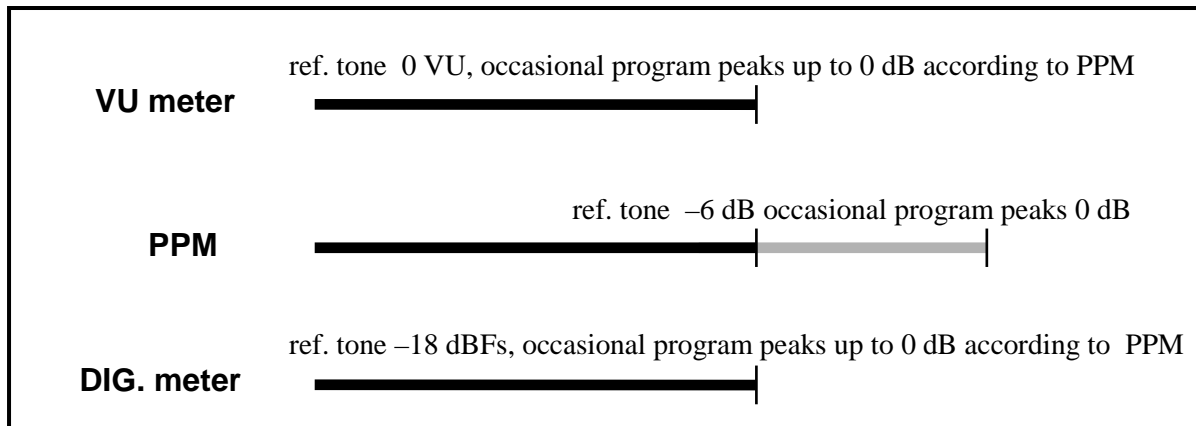 ref. tone 0 VU, occasional program peaks up to 0 dB according to PPM
VU meter
ref. tone –6 dB occasional program peaks 0 dB
PPM
ref. tone –18 dBFs, occasional program peaks up to 0 dB according to PPM
DIG. meter